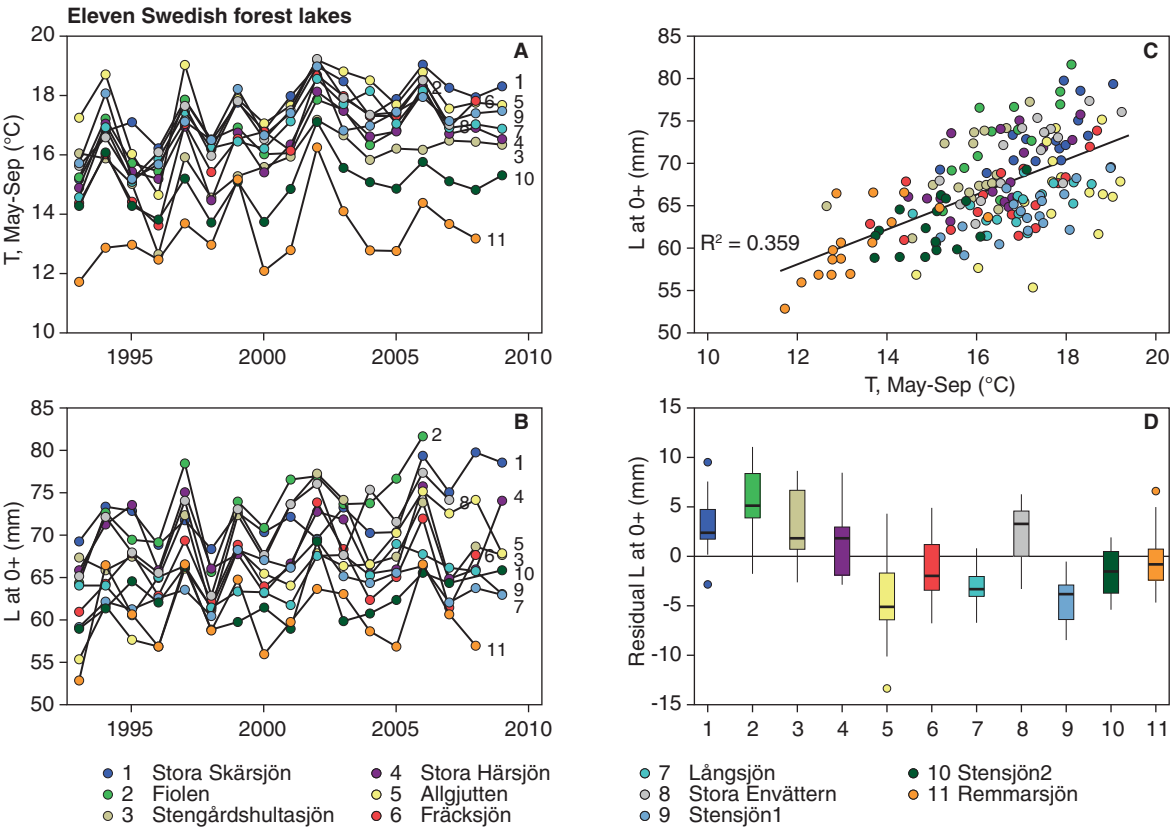 Eleven Swedish forest lakes
A
T, May-Sep (°C)
20
18
16
14
12
10
1995 2000 2005 2010
1
2
6
5
9
7
8
4
3
10
11
C
L at 0+ (mm)
85
80
75
70
65
60
55
50
R² = 0.359
10 12 14 16 18 20
T, May-Sep (°C)
B
L at 0+ (mm)
85
80
75
70
65
60
55
50
1995 2000 2005 2010
2
1
4
8
5
3
6
10
9
7
11
D
Residual L at 0+ (mm)
15
10
5
0
-5
-10
-15
1 2 3 4 5 6 7 8 9 10 11
1 Stora Skärsjön
2 Fiolen
3 Stengårdshultasjön
4 Stora Härsjön
5 Allgjutten
6 Fräcksjön
7 Långsjön
8 Stora Envättern
9 Stensjön1
10 Stensjön2
11 Remmarsjön